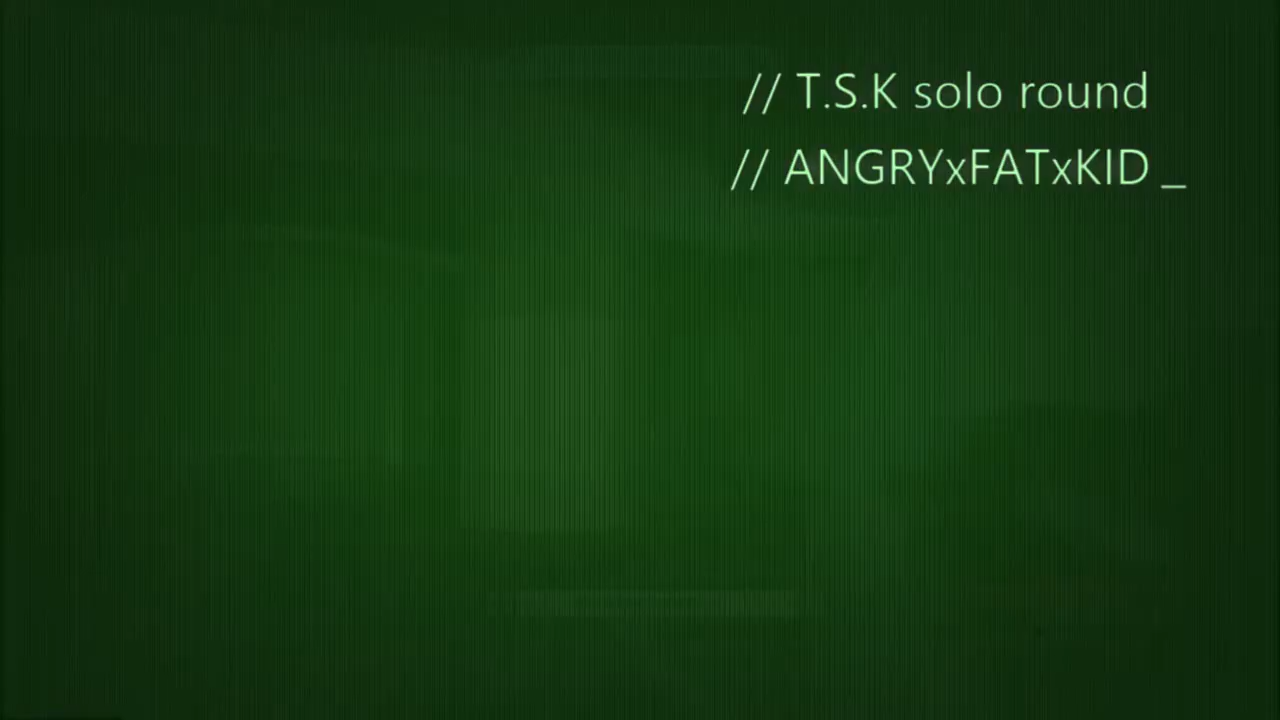 // T.S.K solo round
// ANGRYxFATxKID _